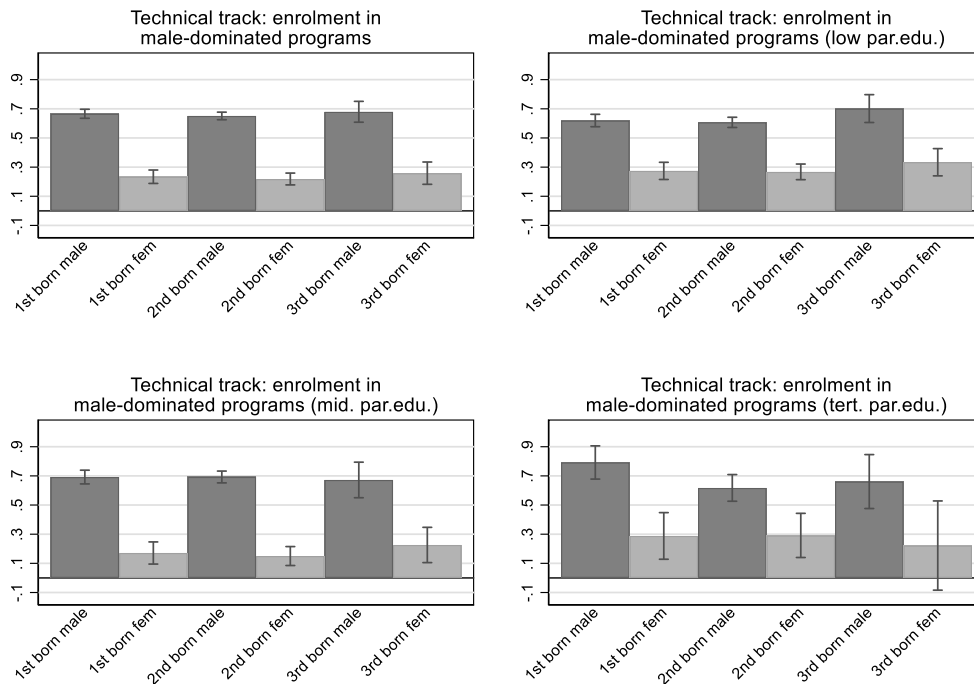 Technical track: enrolment in
male-dominated programs
.9
.7
.5
.3
.1
-.1
1st born male
1st born fem
2nd born male
2nd born fem
3rd born male
3rd born fem
Technical track: enrolment in
male-dominated programs (low par.edu.)
.9
.7
.5
.3
.1
-.1
1st born male
1st born fem
2nd born male
2nd born fem
3rd born male
3rd born fem
Technical track: enrolment in
male-dominated programs (mid. par.edu.)
.9
.7
.5
.3
.1
-.1
1st born male
1st born fem
2nd born male
2nd born fem
3rd born male
3rd born fem
Technical track: enrolment in
male-dominated programs (tert. par.edu.)
.9
.7
.5
.3
.1
-.1
1st born male
1st born fem
2nd born male
2nd born fem
3rd born male
3rd born fem